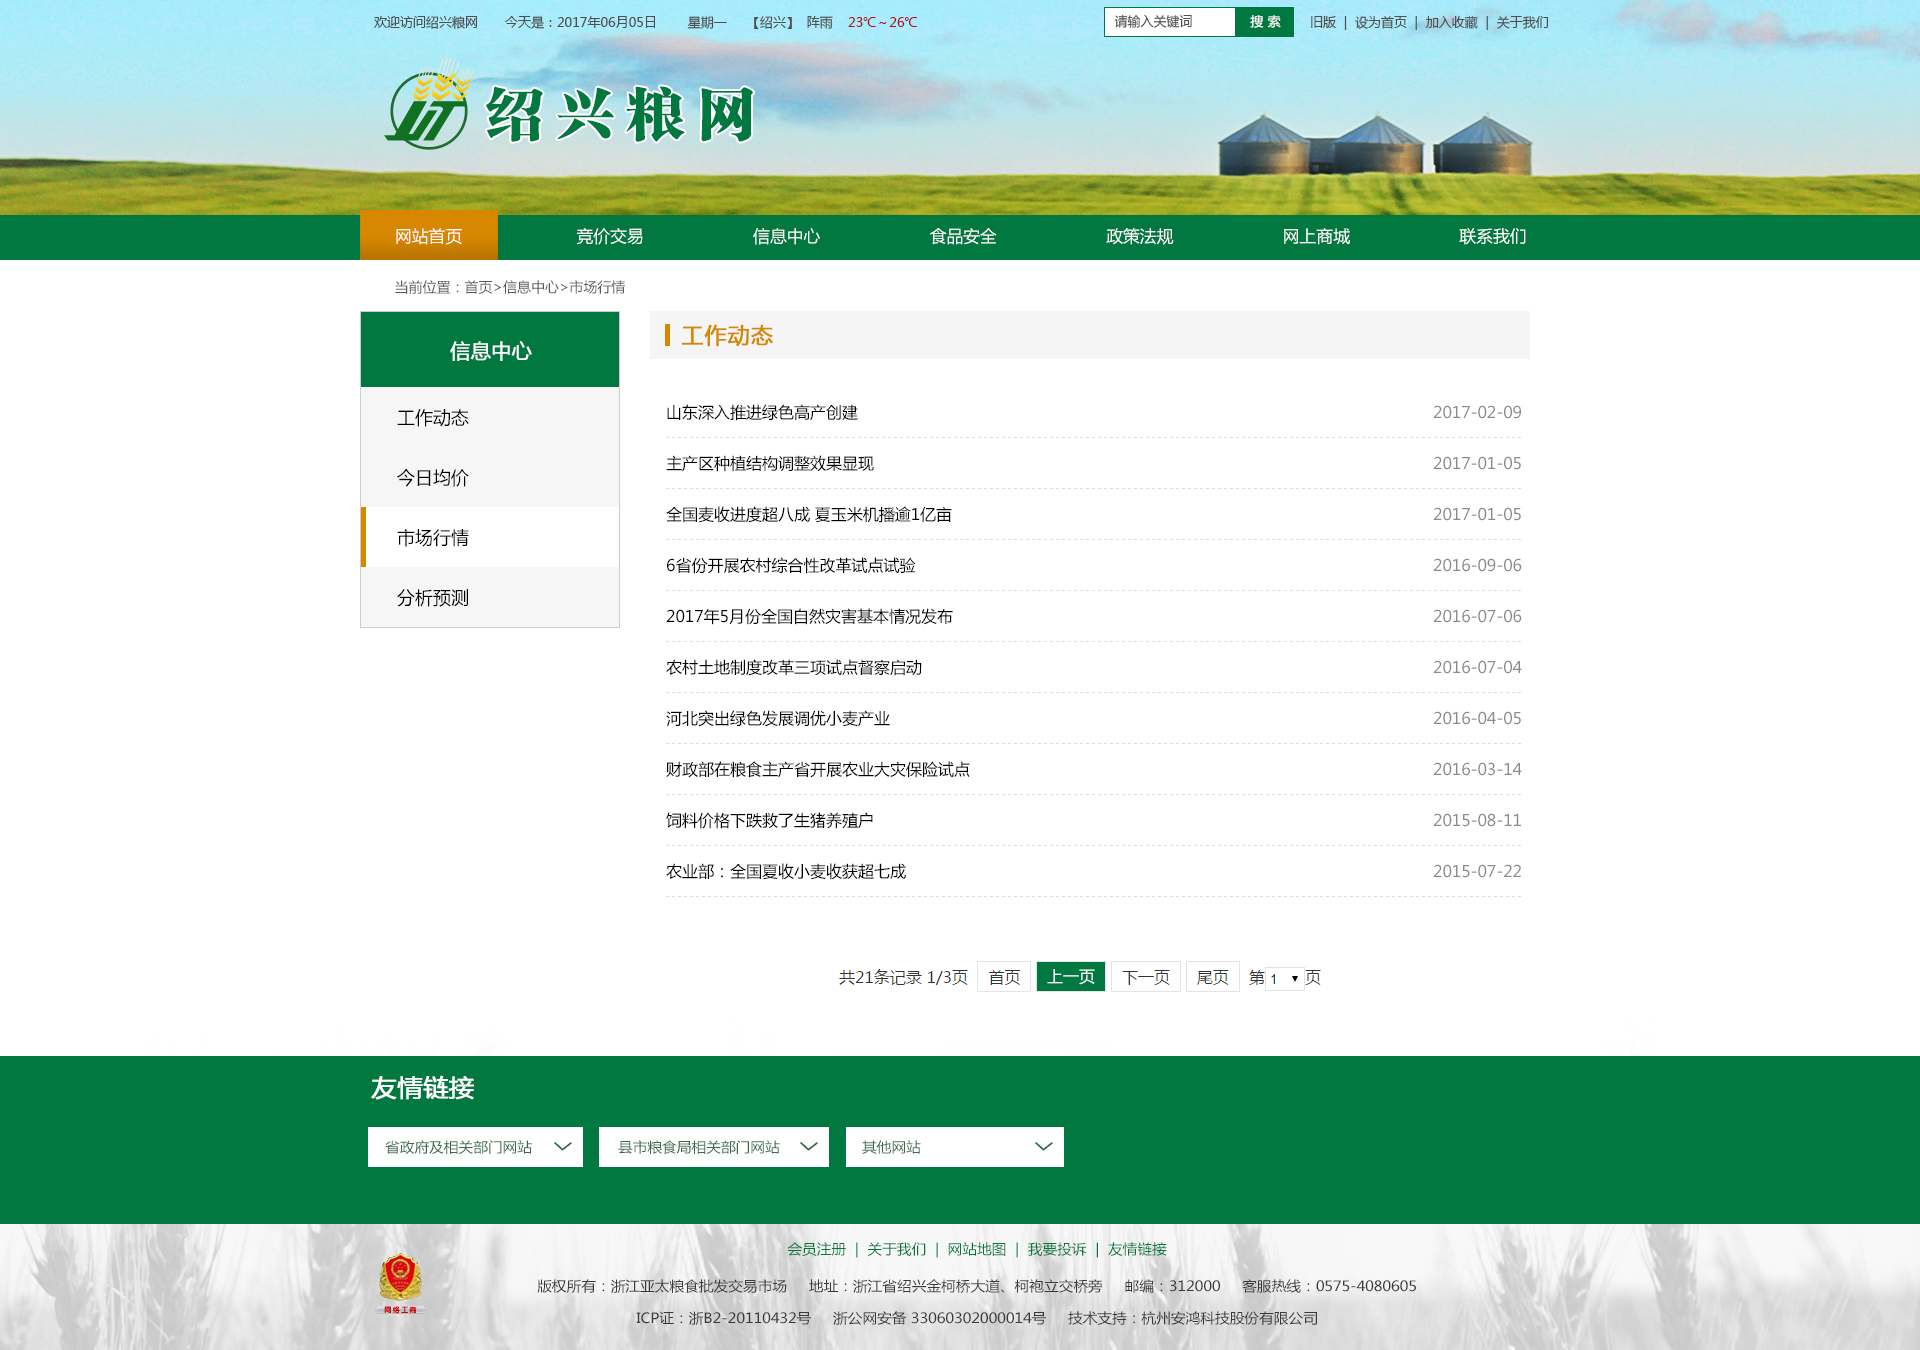 欢迎访问绍兴粮网 今天是：2017年06月05日 星期一 【绍兴】 阵雨 23℃～26℃
请输入关键词 搜 索 旧版 | 设为首页 | 加入收藏 | 关于我们
绍兴粮网
网站首页 竞价交易 信息中心 食品安全 政策法规 网上商城 联系我们
当前位置：首页>信息中心>市场行情
信息中心
工作动态
今日均价
市场行情
分析预测
工作动态
山东深入推进绿色高产创建 2017-02-09
主产区种植结构调整效果显现 2017-01-05
全国麦收进度超八成 夏玉米机播逾1亿亩 2017-01-05
6省份开展农村综合性改革试点试验 2016-09-06
2017年5月份全国自然灾害基本情况发布 2016-07-06
农村土地制度改革三项试点督察启动 2016-07-04
河北突出绿色发展调优小麦产业 2016-04-05
财政部在粮食主产省开展农业大灾保险试点 2016-03-14
饲料价格下跌救了生猪养殖户 2015-08-11
农业部：全国夏收小麦收获超七成 2015-07-22
共21条记录 1/3页 首页 上一页 下一页 尾页 第1页
友情链接
省政府及相关部门网站 县市粮食局相关部门网站 其他网站
会员注册 | 关于我们 | 网站地图 | 我要投诉 | 友情链接
版权所有：浙江亚太粮食批发交易市场 地址：浙江省绍兴金柯桥大道、柯袍立交桥旁 邮编：312000 客服热线：0575-4080605
ICP证：浙B2-20110432号 浙公网安备 33060302000014号 技术支持：杭州安鸿科技股份有限公司
网络工商